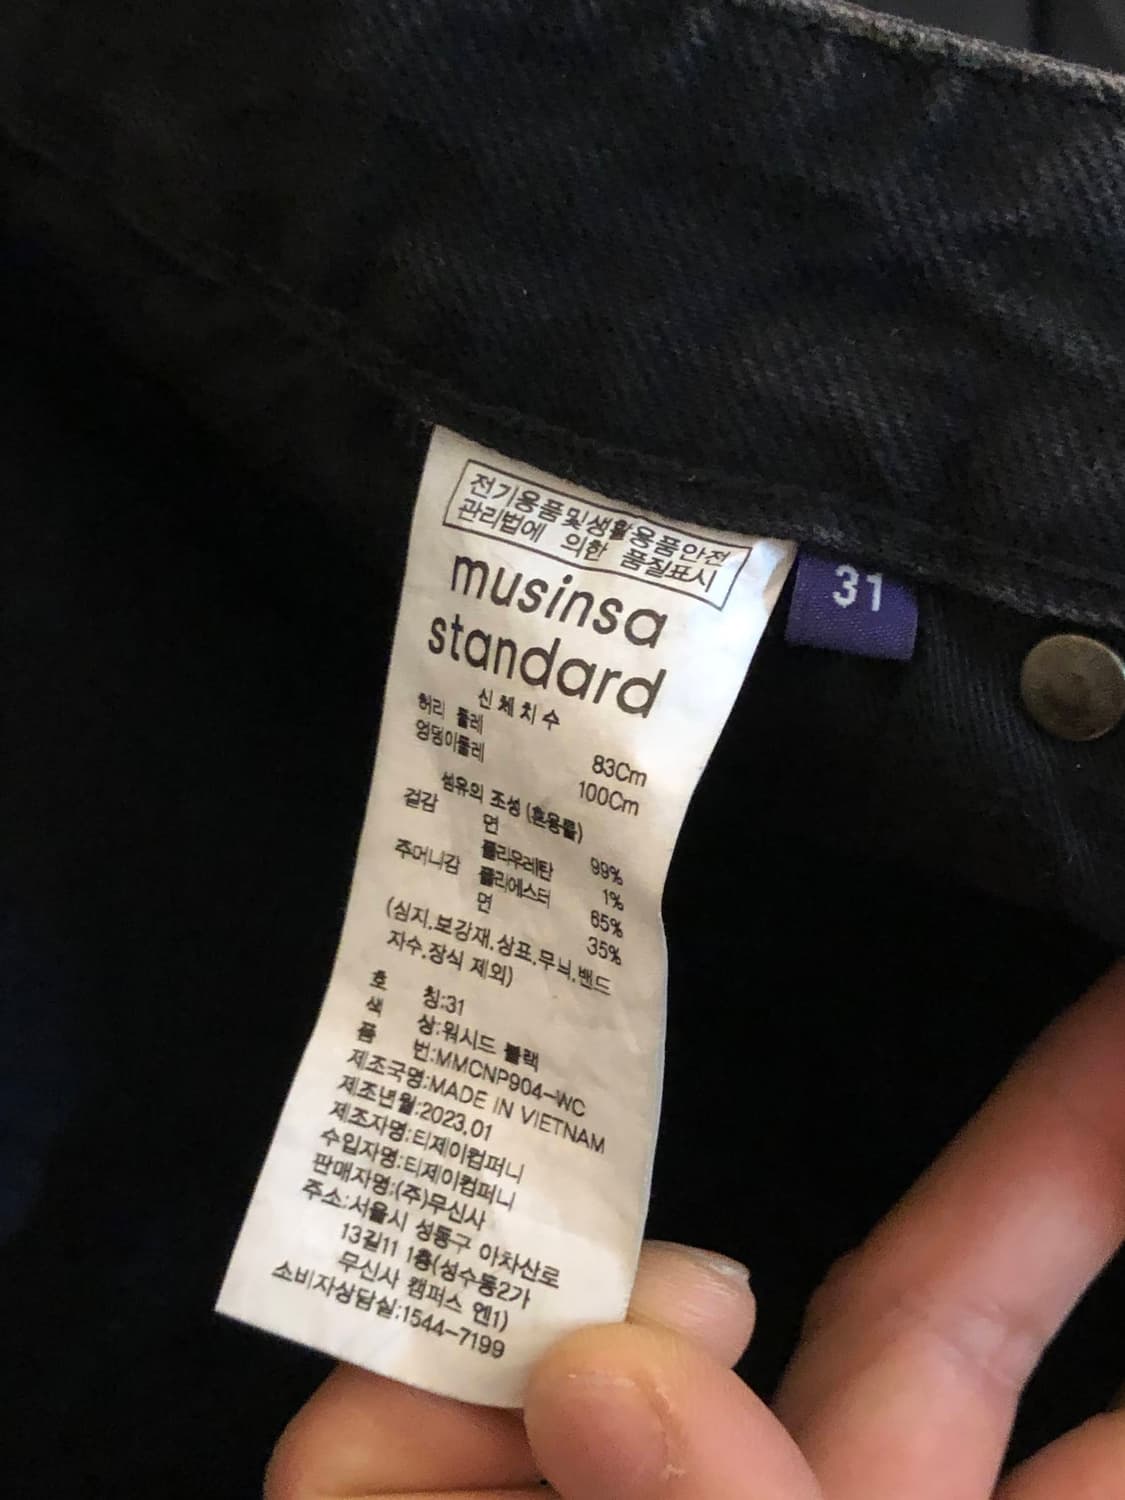 전기용품및생활용품안전
관리법에 의한 품질표시
musinsa
standard
31
신체치수
허리 둘레 83Cm
엉덩이둘레 100Cm
섬유의 조성 (혼용률)
겉감 면 99%
폴리우레탄 1%
주머니감 폴리에스터 65%
면 35%
(심지,보강재,상표,무늬,밴드
자수,장식 제외)
호 칭:31
색 상:워시드 블랙
품 번:MMCNP904-WC
제조국명:MADE IN VIETNAM
제조년월:2023.01
제조자명:티제이컴퍼니
수입자명:티제이컴퍼니
판매자명:(주)무신사
주소:서울시 성동구 아차산로
13길11 1층(성수동2가
무신사 캠퍼스 엔1)
소비자상담실:1544-7199